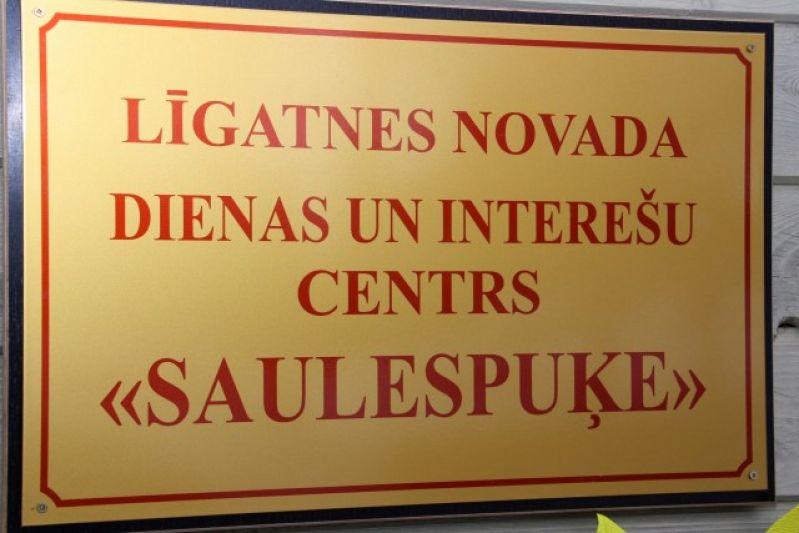 LĪGATNES NOVADA
DIENAS UN INTEREŠU
CENTRS
«SAULESPUĶE»